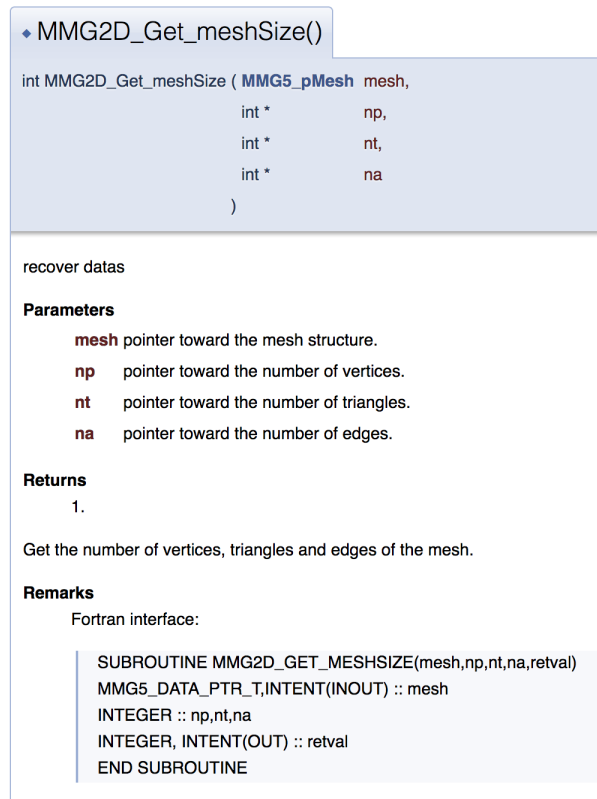 MMG2D_Get_meshSize()
int MMG2D_Get_meshSize ( MMG5_pMesh mesh,
int * np,
int * nt,
int * na
)
recover datas
Parameters
mesh pointer toward the mesh structure.
np pointer toward the number of vertices.
nt pointer toward the number of triangles.
na pointer toward the number of edges.
Returns
1.
Get the number of vertices, triangles and edges of the mesh.
Remarks
Fortran interface:
SUBROUTINE MMG2D_GET_MESHSIZE(mesh,np,nt,na,retval)
MMG5_DATA_PTR_T,INTENT(INOUT) :: mesh
INTEGER :: np,nt,na
INTEGER, INTENT(OUT) :: retval
END SUBROUTINE